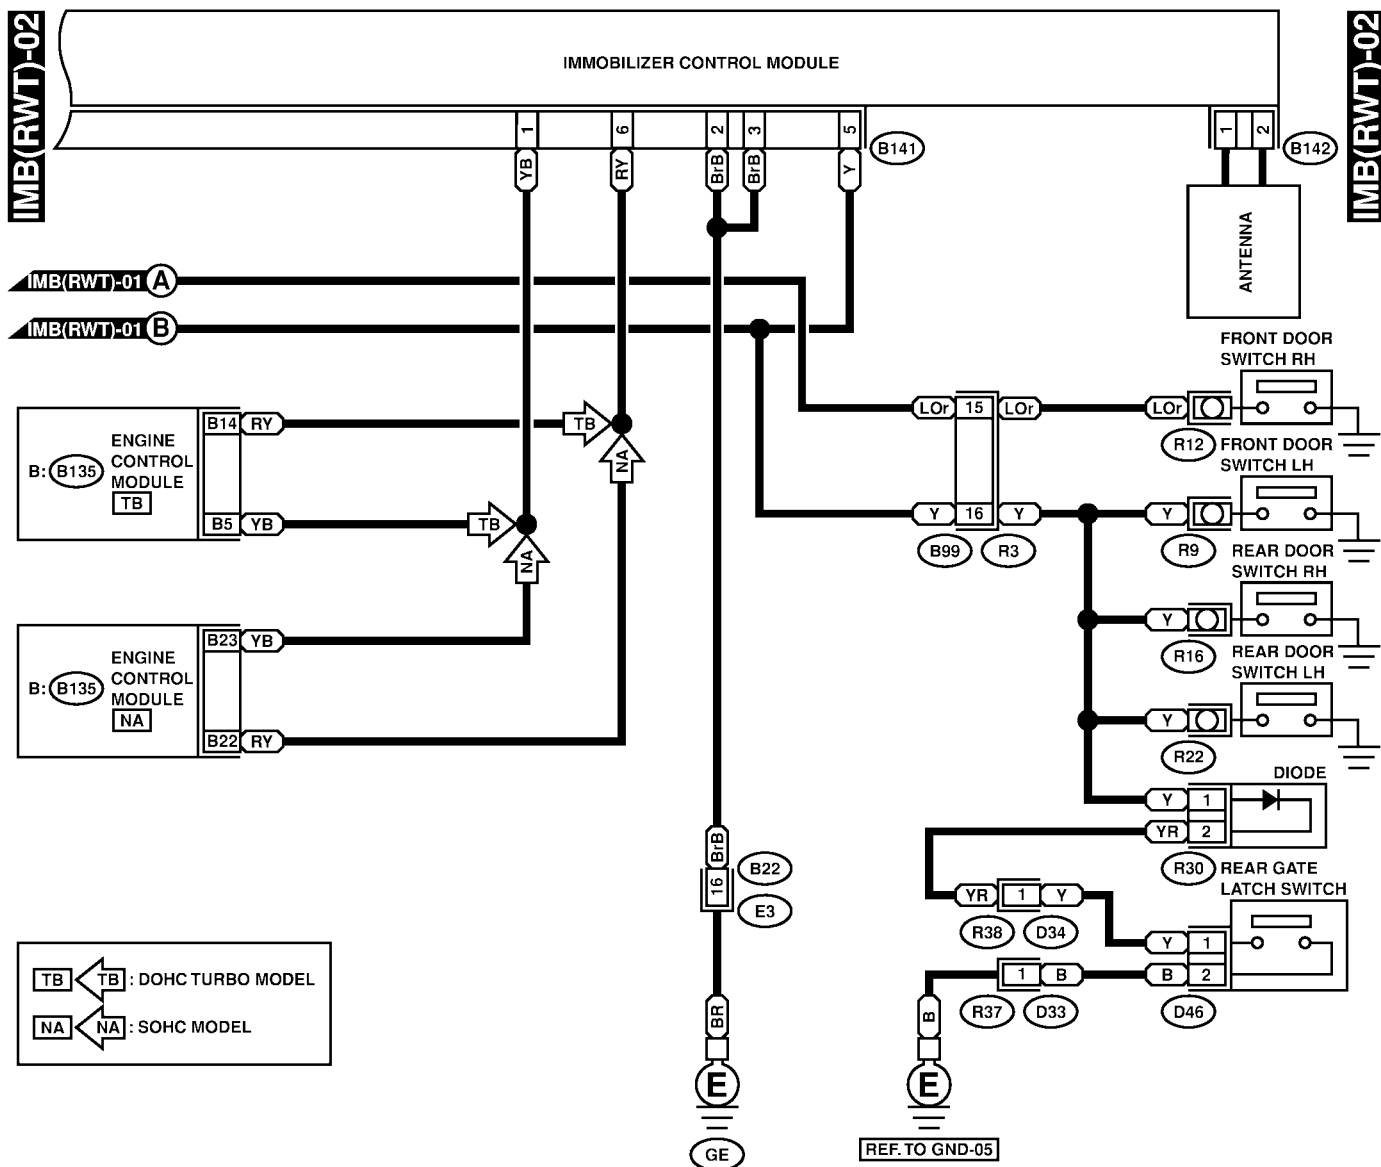 IMB(RWT)-02
IMB(RWT)-02
IMMOBILIZER CONTROL MODULE
1
6
2
3
5
B141
1
2
B142
YB
RY
BrB
BrB
Y
ANTENNA
IMB(RWT)-01 A
IMB(RWT)-01 B
FRONT DOOR
SWITCH RH
LOr
15
LOr
LOr
R12
B14
RY
TB
ENGINE
CONTROL
MODULE
TB
B: B135
NA
B5
YB
TB
NA
FRONT DOOR
SWITCH LH
Y
16
Y
Y
B99
R3
R9
REAR DOOR
SWITCH RH
Y
R16
B23
YB
ENGINE
CONTROL
MODULE
NA
B: B135
B22
RY
REAR DOOR
SWITCH LH
Y
R22
DIODE
Y
1
YR
2
R30
BrB
16
B22
E3
REAR GATE
LATCH SWITCH
YR
1
Y
R38
D34
Y
1
B
2
D46
1
B
R37
D33
TB
TB
: DOHC TURBO MODEL
NA
NA
: SOHC MODEL
BR
E
GE
B
E
REF. TO GND-05